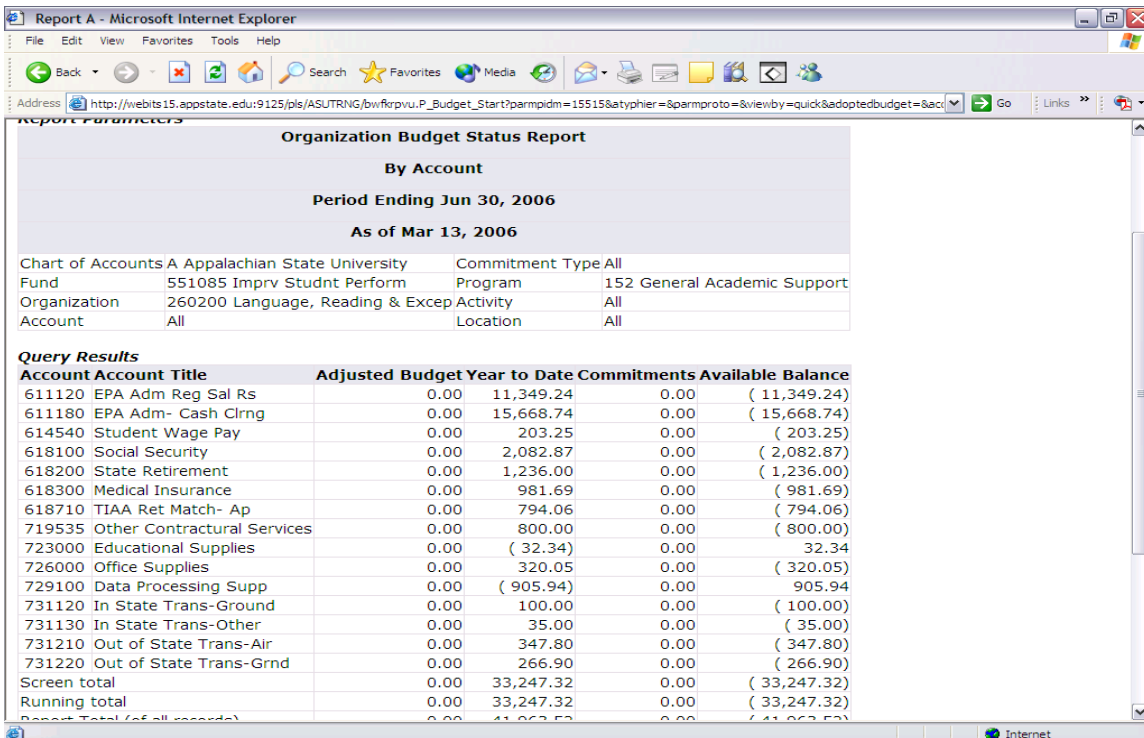 Report A - Microsoft Internet Explorer
File Edit View Favorites Tools Help
Back Search Favorites Media
Address http://webits15.appstate.edu:9125/pls/ASUTRNG/bwfkrpvu.P_Budget_Start?parmpidm=15515&atyphier=&parmproto=&viewby=quick&adoptedbudget=&acc Go Links »
Report Parameters
Organization Budget Status Report
By Account
Period Ending Jun 30, 2006
As of Mar 13, 2006
Chart of Accounts A Appalachian State University Commitment Type All
Fund 551085 Imprv Studnt Perform Program 152 General Academic Support
Organization 260200 Language, Reading & Excep Activity All
Account All Location All
Query Results
Account Account Title Adjusted Budget Year to Date Commitments Available Balance
611120 EPA Adm Reg Sal Rs 0.00 11,349.24 0.00 ( 11,349.24)
611180 EPA Adm- Cash Clrng 0.00 15,668.74 0.00 ( 15,668.74)
614540 Student Wage Pay 0.00 203.25 0.00 ( 203.25)
618100 Social Security 0.00 2,082.87 0.00 ( 2,082.87)
618200 State Retirement 0.00 1,236.00 0.00 ( 1,236.00)
618300 Medical Insurance 0.00 981.69 0.00 ( 981.69)
618710 TIAA Ret Match- Ap 0.00 794.06 0.00 ( 794.06)
719535 Other Contractural Services 0.00 800.00 0.00 ( 800.00)
723000 Educational Supplies 0.00 ( 32.34) 0.00 32.34
726000 Office Supplies 0.00 320.05 0.00 ( 320.05)
729100 Data Processing Supp 0.00 ( 905.94) 0.00 905.94
731120 In State Trans-Ground 0.00 100.00 0.00 ( 100.00)
731130 In State Trans-Other 0.00 35.00 0.00 ( 35.00)
731210 Out of State Trans-Air 0.00 347.80 0.00 ( 347.80)
731220 Out of State Trans-Grnd 0.00 266.90 0.00 ( 266.90)
Screen total 0.00 33,247.32 0.00 ( 33,247.32)
Running total 0.00 33,247.32 0.00 ( 33,247.32)
Report Total (of all records) 0.00 0.00
Internet